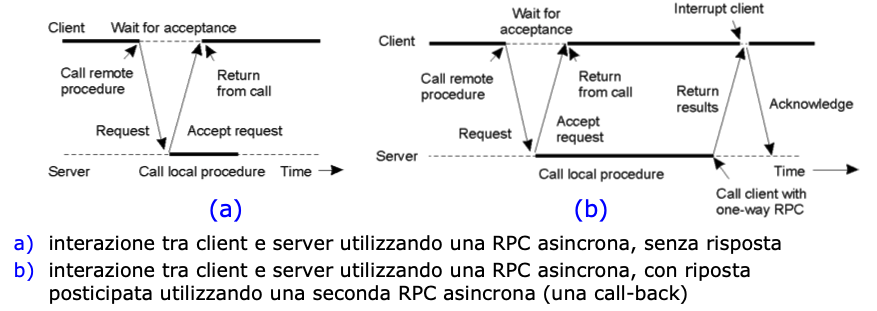 Client Wait for acceptance
Call remote
procedure
Return
from call
Request
Accept request
Server
Call local procedure
Time
(a)
Interrupt client
Wait for
acceptance
Client
Call remote
procedure
Return
from call
Return
results
Acknowledge
Request
Accept
request
Server
Call local procedure
Time
Call client with
one-way RPC
(b)
a) interazione tra client e server utilizzando una RPC asincrona, senza risposta
b) interazione tra client e server utilizzando una RPC asincrona, con riposta
posticipata utilizzando una seconda RPC asincrona (una call-back)